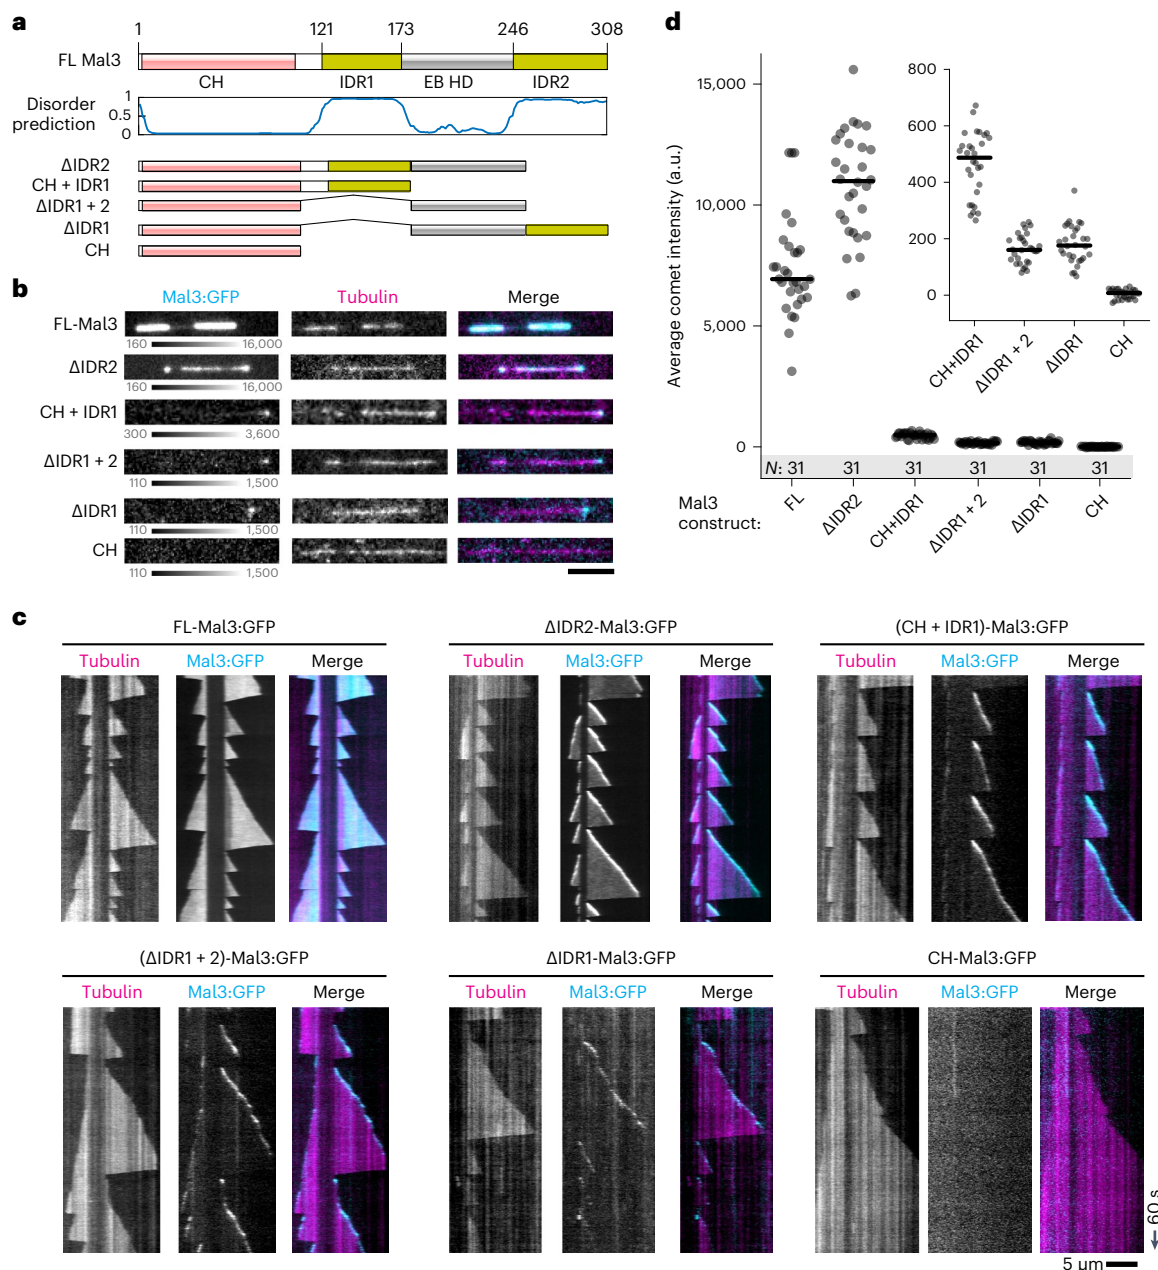 a
1 121 173 246 308
FL Mal3
CH IDR1 EB HD IDR2
Disorder prediction
1
0.5
0
ΔIDR2
CH + IDR1
ΔIDR1 + 2
ΔIDR1
CH
b
Mal3:GFP Tubulin Merge
FL-Mal3
160 16,000
ΔIDR2
160 16,000
CH + IDR1
300 3,600
ΔIDR1 + 2
110 1,500
ΔIDR1
110 1,500
CH
110 1,500
d
Average comet intensity (a.u.)
15,000
10,000
5,000
0
800
600
400
200
0
CH+IDR1 ΔIDR1 + 2 ΔIDR1 CH
N: 31 31 31 31 31 31
Mal3 construct:
FL ΔIDR2 CH+IDR1 ΔIDR1 + 2 ΔIDR1 CH
c
FL-Mal3:GFP ΔIDR2-Mal3:GFP (CH + IDR1)-Mal3:GFP
Tubulin Mal3:GFP Merge Tubulin Mal3:GFP Merge Tubulin Mal3:GFP Merge
(ΔIDR1 + 2)-Mal3:GFP ΔIDR1-Mal3:GFP CH-Mal3:GFP
Tubulin Mal3:GFP Merge Tubulin Mal3:GFP Merge Tubulin Mal3:GFP Merge
60 s
5 µm